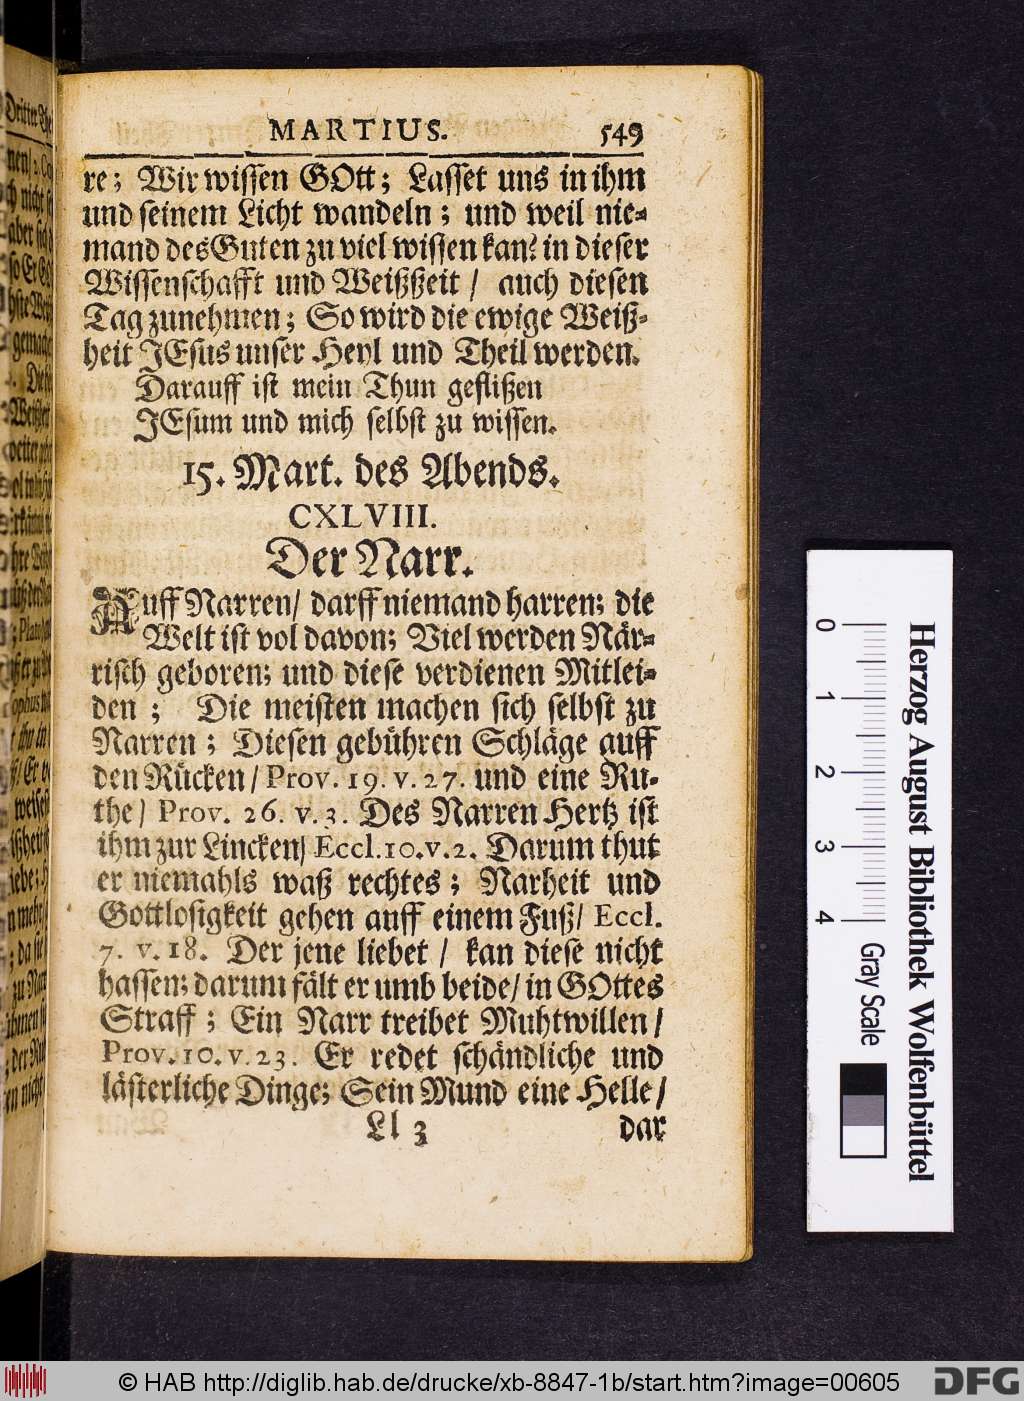 MARTIUS. 549
re; Wir wissen GOtt; Lasset uns in ihm
und seinem Licht wandeln; und weil nie-
mand des Guten zu viel wissen kan? in dieser
Wissenschafft und Weißßeit / auch diesen
Tag zunehmen; So wird die ewige Weiß-
heit JEsus unser Heyl und Theil werden.
Darauff ist mein Thun geflißen
JEsum und mich selbst zu wissen.
15. Mart. des Abends.
CXLVIII.
Der Narr.
Auff Narren/ darff niemand harren; die
Welt ist vol davon; Viel werden När-
risch geboren; und diese verdienen Mitlei-
den ; Die meisten machen sich selbst zu
Narren ; Diesen gebühren Schläge auff
den Rücken / Prov. 19. v. 27. und eine Ru-
the/ Prov. 26. v. 3. Des Narren Hertz ist
ihm zur Lincken/ Eccl. 10. v. 2. Darum thut
er niemahls waß rechtes ; Narheit und
Gottlosigkeit gehen auff einem Fuß/ Eccl.
7. v. 18. Der jene liebet / kan diese nicht
hassen; darum fält er umb beide/ in GOttes
Straff ; Ein Narr treibet Muhtwillen /
Prov. 10. v. 23. Er redet schändliche und
lästerliche Dinge; Sein Mund eine Helle /
Ll 3 dar
Herzog August Bibliothek Wolfenbüttel
0 1 2 3 4 Gray Scale
© HAB http://diglib.hab.de/drucke/xb-8847-1b/start.htm?image=00605
DFG